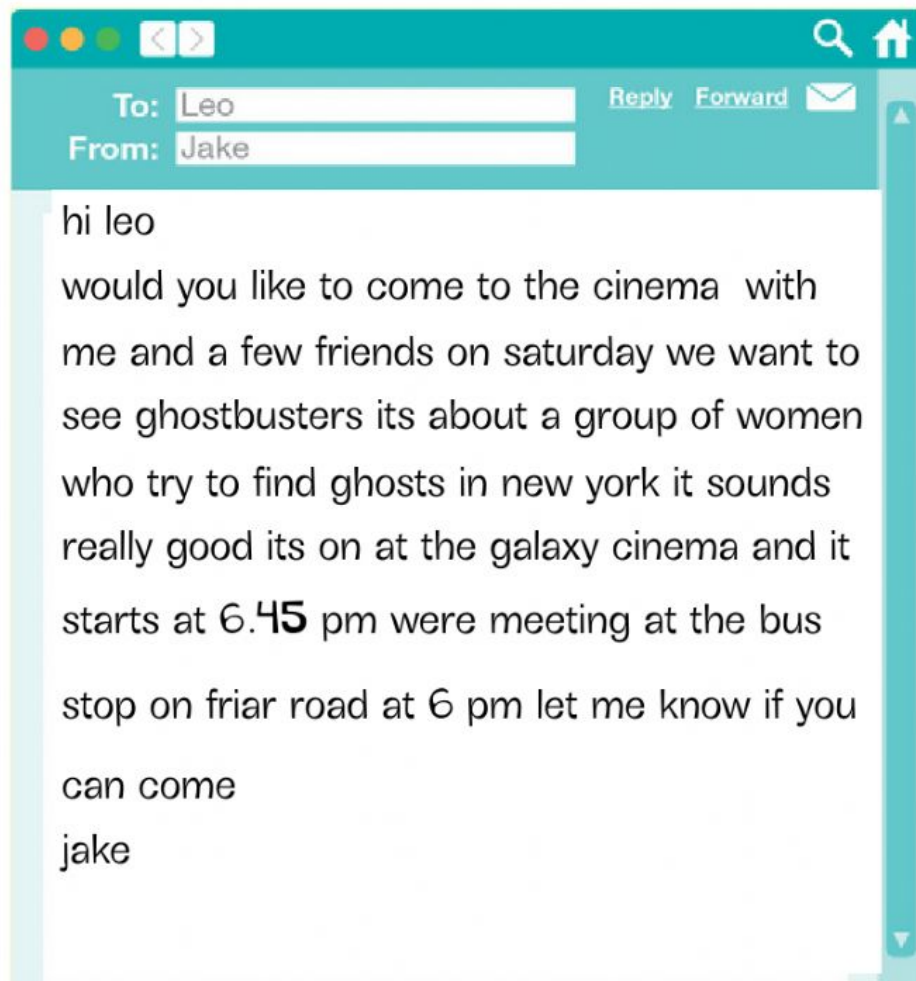 To: Leo
Reply Forward
From: Jake
hi leo
would you like to come to the cinema with
me and a few friends on saturday we want to
see ghostbusters its about a group of women
who try to find ghosts in new york it sounds
really good its on at the galaxy cinema and it
starts at 6.45 pm were meeting at the bus
stop on friar road at 6 pm let me know if you
can come
jake